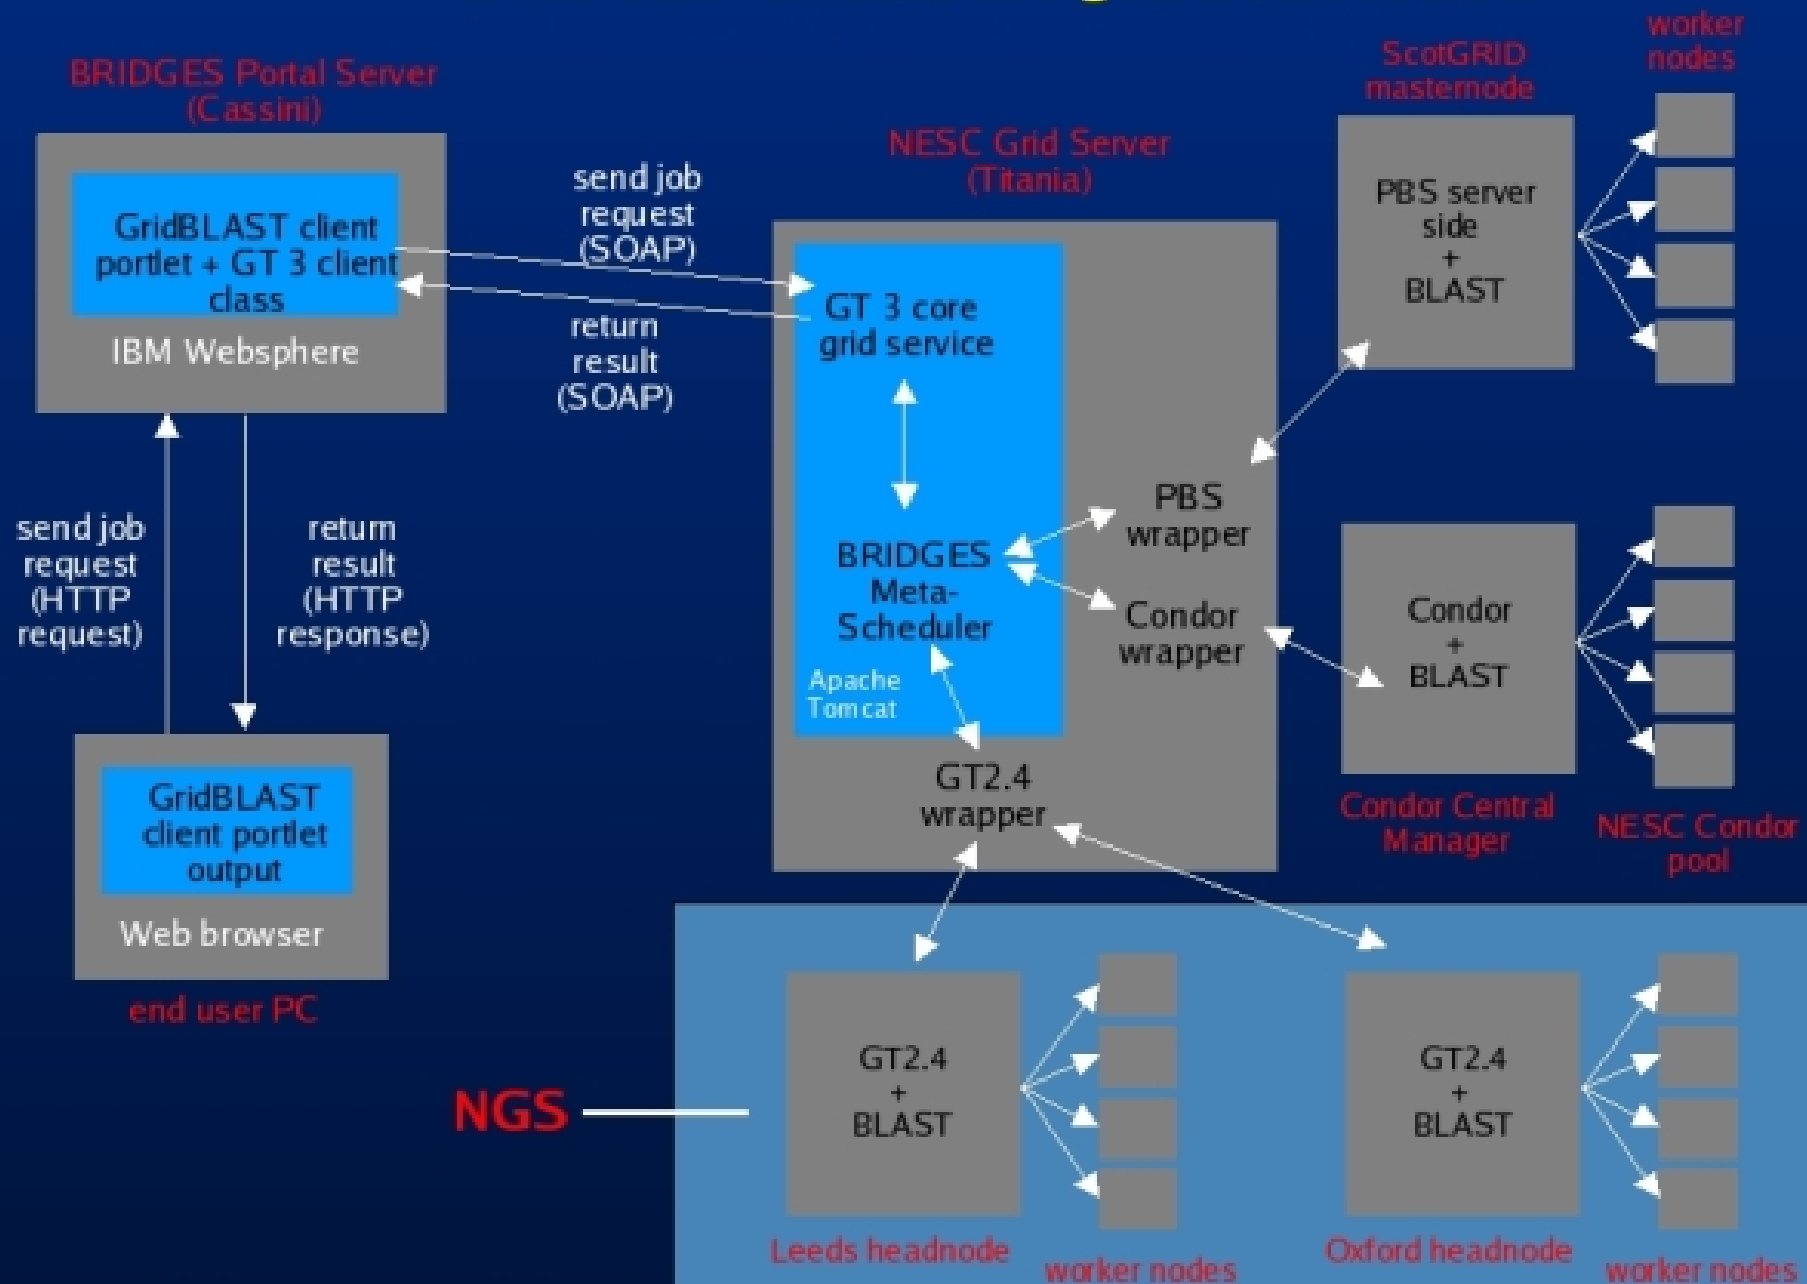 BRIDGES Portal Server
(Cassini)
GridBLAST client
portlet + GT 3 client
class
IBM Websphere
send job
request
(SOAP)
return
result
(SOAP)
send job
request
(HTTP
request)
return
result
(HTTP
response)
GridBLAST
client portlet
output
Web browser
end user PC
NESC Grid Server
(Titania)
GT 3 core
grid service
BRIDGES
Meta-
Scheduler
Apache
Tomcat
PBS
wrapper
Condor
wrapper
GT2.4
wrapper
ScotGRID
masternode
PBS server
side
+
BLAST
worker
nodes
Condor
+
BLAST
Condor Central
Manager
NESC Condor
pool
NGS
GT2.4
+
BLAST
Leeds headnode
worker nodes
GT2.4
+
BLAST
Oxford headnode
worker nodes